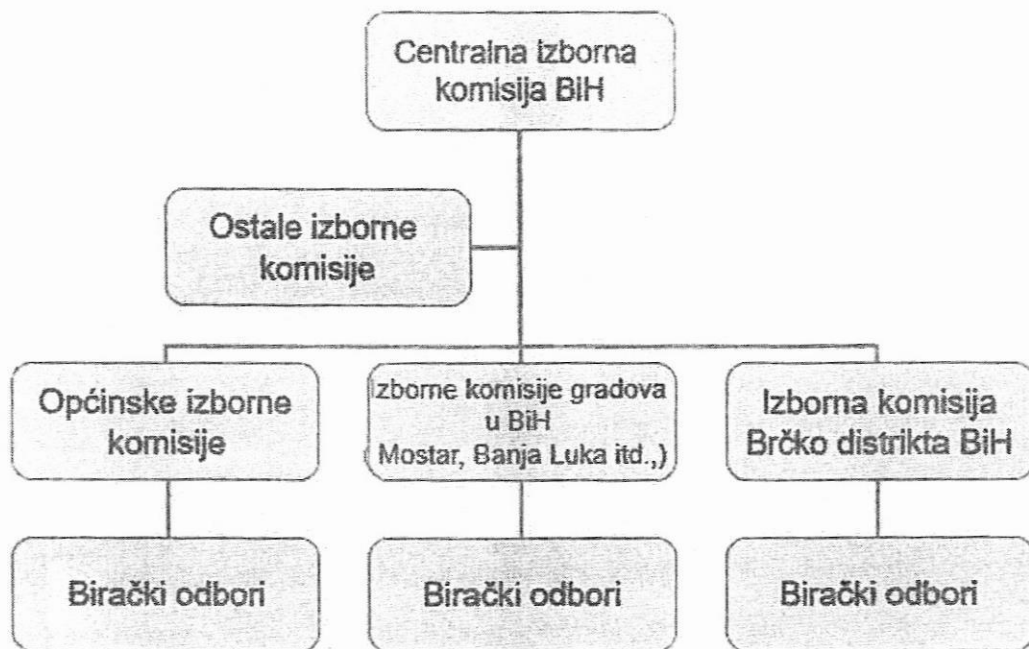 Centralna izborna
komisija BiH
Ostale izborne
komisije
Općinske izborne
komisije
Izborne komisije gradova
u BiH
( Mostar, Banja Luka itd.,)
Izborna komisija
Brčko distrikta BiH
Birački odbori
Birački odbori
Birački odbori